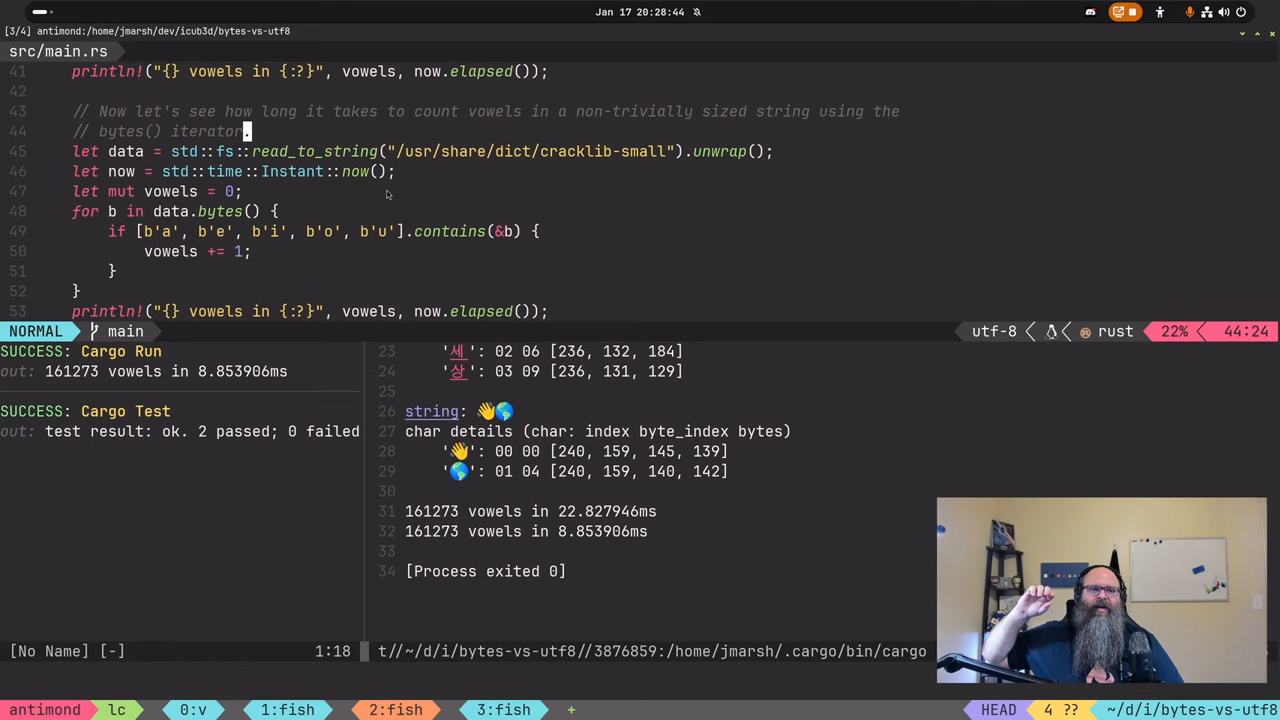 Jan 17 20:28:44
[3/4] antimond:/home/jmarsh/dev/icub3d/bytes-vs-utf8
src/main.rs
41 println!("{} vowels in {:?}", vowels, now.elapsed());
42
43 // Now let's see how long it takes to count vowels in a non-trivially sized string using the
44 // bytes() iterator.
45 let data = std::fs::read_to_string("/usr/share/dict/cracklib-small").unwrap();
46 let now = std::time::Instant::now();
47 let mut vowels = 0;
48 for b in data.bytes() {
49 if [b'a', b'e', b'i', b'o', b'u'].contains(&b) {
50 vowels += 1;
51 }
52 }
53 println!("{} vowels in {:?}", vowels, now.elapsed());
NORMAL main utf-8 rust 22% 44:24
SUCCESS: Cargo Run
out: 161273 vowels in 8.853906ms
SUCCESS: Cargo Test
out: test result: ok. 2 passed; 0 failed
[No Name] [-] 1:18
23 '세': 02 06 [236, 132, 184]
24 '상': 03 09 [236, 131, 129]
25
26 string: 👋🌎
27 char details (char: index byte_index bytes)
28 '👋': 00 00 [240, 159, 145, 139]
29 '🌎': 01 04 [240, 159, 140, 142]
30
31 161273 vowels in 22.827946ms
32 161273 vowels in 8.853906ms
33
34 [Process exited 0]
t//~/d/i/bytes-vs-utf8//3876859:/home/jmarsh/.cargo/bin/cargo
antimond lc 0:v 1:fish 2:fish 3:fish + HEAD 4 ?? ~/d/i/bytes-vs-utf8